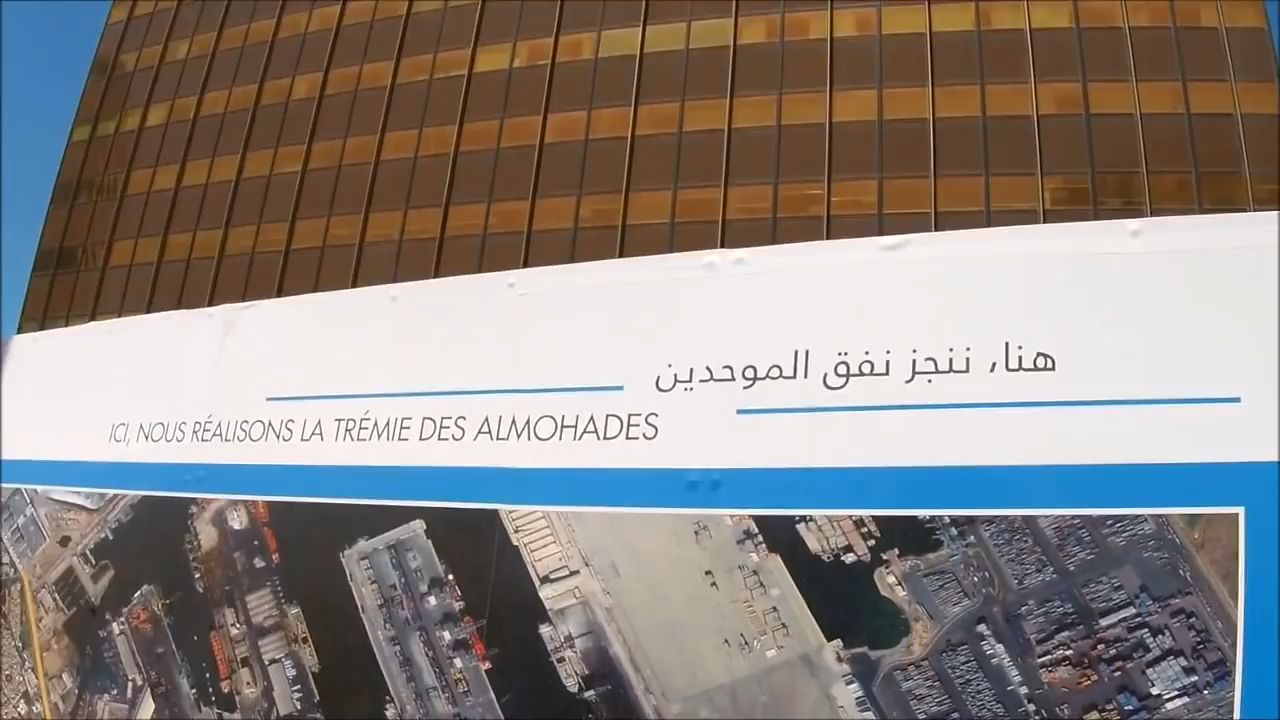 هنا، ننجز نفق الموحدين
ICI, NOUS RÉALISONS LA TRÉMIE DES ALMOHADES